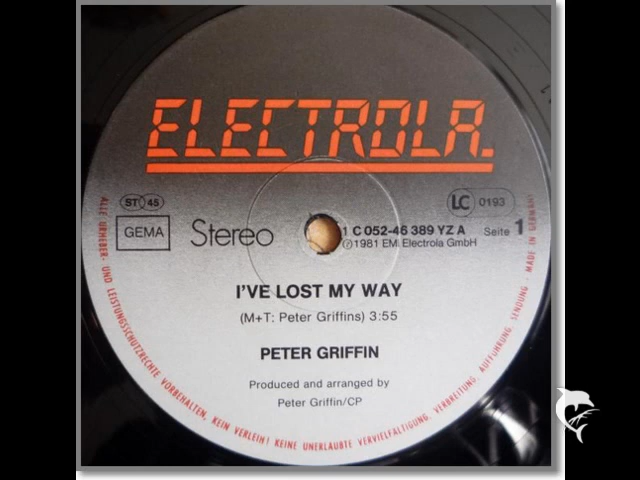 ELECTROLA.
ST 45
LC 0193
GEMA
Stereo
1 C 052-46 389 YZ A
Ⓟ1981 EMI Electrola GmbH
Seite 1
I'VE LOST MY WAY
(M+T: Peter Griffins) 3:55
PETER GRIFFIN
Produced and arranged by
Peter Griffin/CP
ALLE URHEBER- UND LEISTUNGSSCHUTZRECHTE VORBEHALTEN. KEIN VERLEIH! KEINE UNERLAUBTE VERVIELFÄLTIGUNG, VERBREITUNG, AUFFÜHRUNG, SENDUNG · MADE IN GERMANY